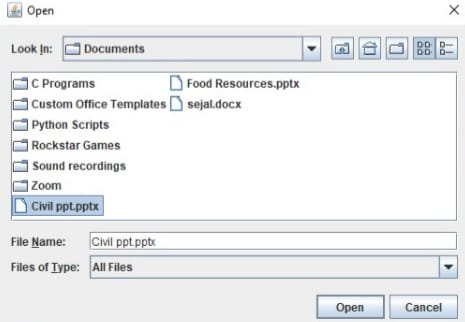 Open
Look In: Documents
C Programs
Custom Office Templates
Python Scripts
Rockstar Games
Sound recordings
Zoom
Civil ppt.pptx
Food Resources.pptx
sejal.docx
File Name: Civil ppt.pptx
Files of Type: All Files
Open Cancel